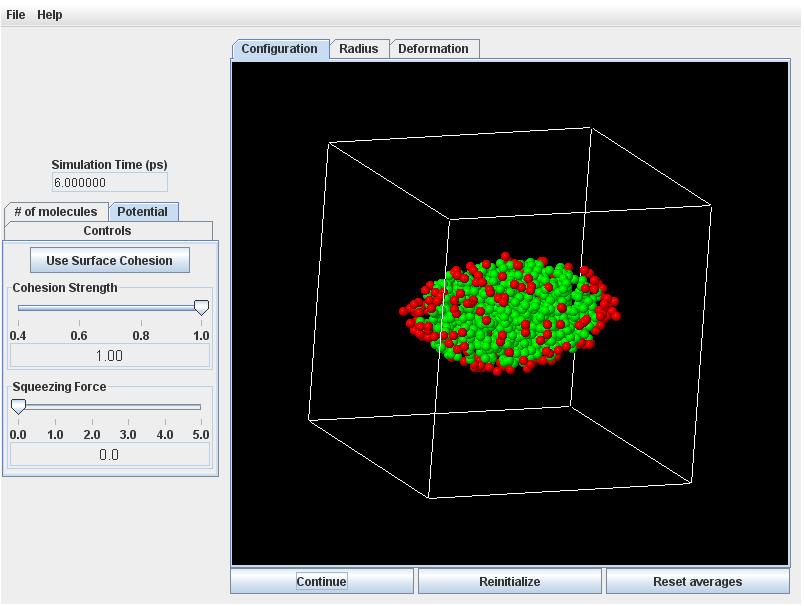 File Help
Configuration Radius Deformation
Simulation Time (ps)
6.000000
# of molecules Potential
Controls
Use Surface Cohesion
Cohesion Strength
0.4 0.6 0.8 1.0
1.00
Squeezing Force
0.0 1.0 2.0 3.0 4.0 5.0
0.0
Continue Reinitialize Reset averages